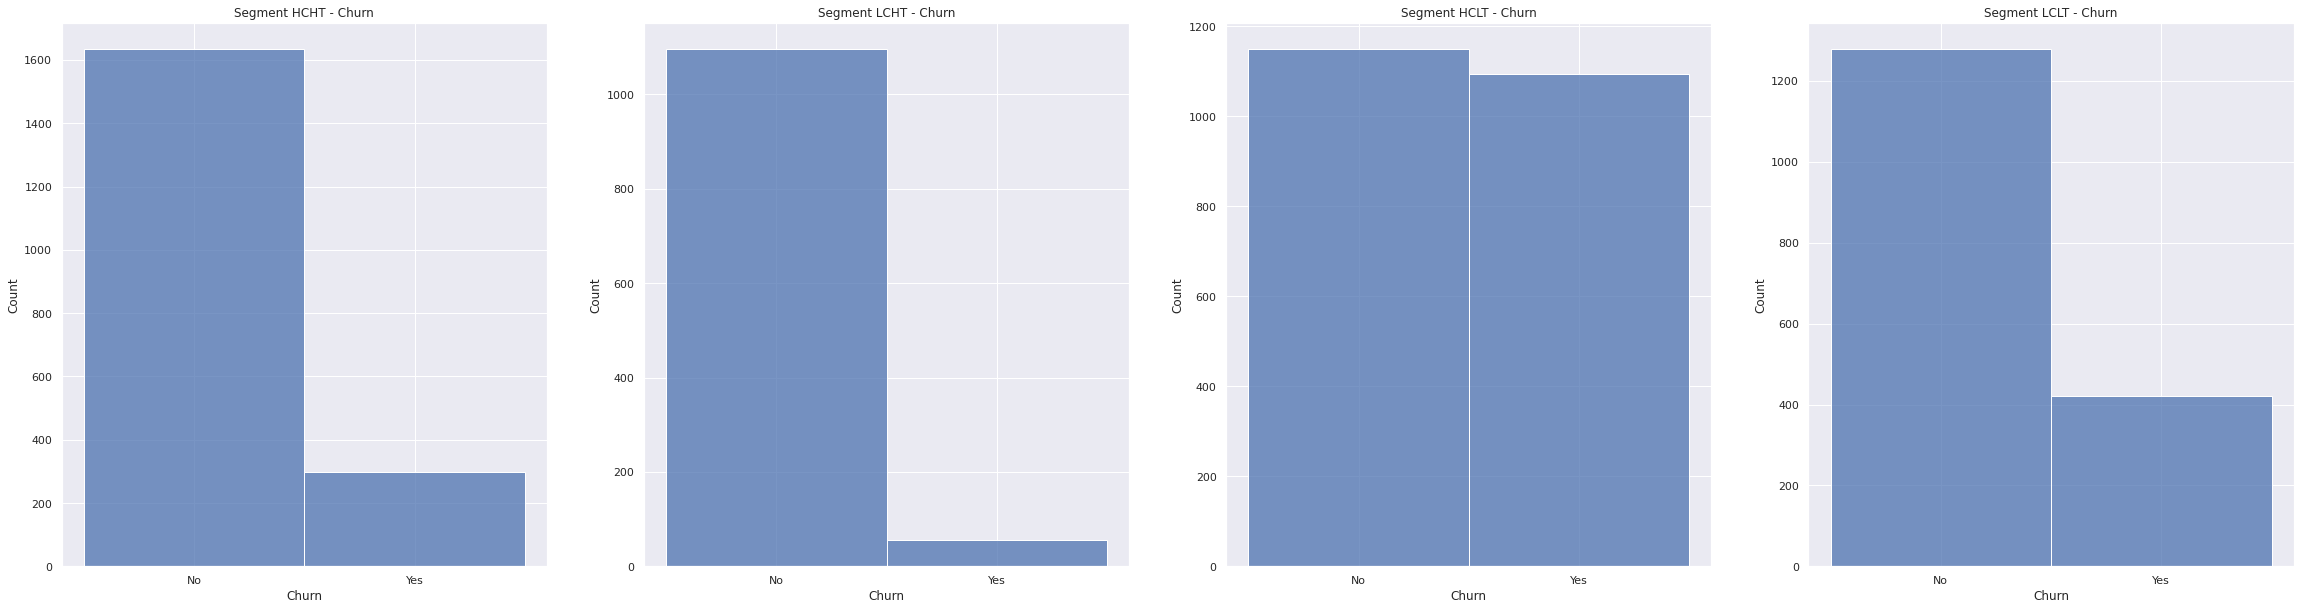 Segment HCHT - Churn
1600
1400
1200
1000
800
600
400
200
0
Count
No Yes
Churn
Segment LCHT - Churn
1000
800
600
400
200
0
Count
No Yes
Churn
Segment HCLT - Churn
1200
1000
800
600
400
200
0
Count
No Yes
Churn
Segment LCLT - Churn
1200
1000
800
600
400
200
0
Count
No Yes
Churn